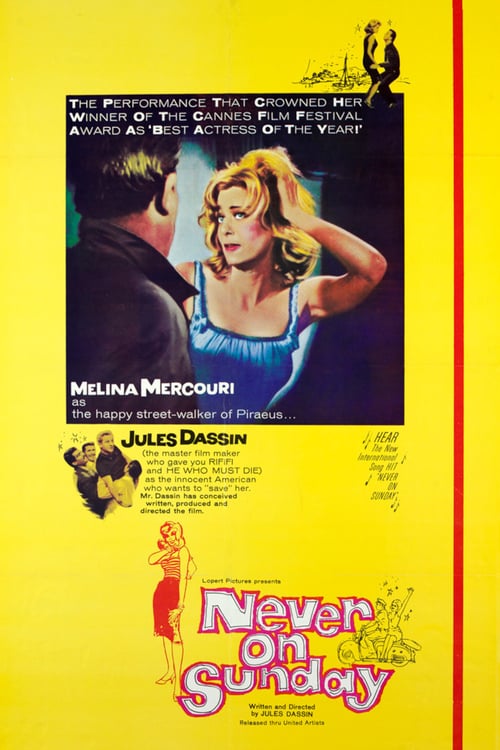 THE PERFORMANCE THAT CROWNED HER
WINNER OF THE CANNES FILM FESTIVAL
AWARD AS 'BEST ACTRESS OF THE YEAR!'
MELINA MERCOURI
as
the happy street-walker of Piraeus...
JULES DASSIN
(the master film maker
who gave you RIFIFI
and HE WHO MUST DIE)
as the innocent American
who wants to "save" her.
Mr. Dassin has conceived
written, produced and
directed the film.
HEAR
The New
International
Song HIT
'NEVER
ON
SUNDAY'
Lopert Pictures presents
Never
on
Sunday
Written and Directed
by JULES DASSIN
Released thru United Artists